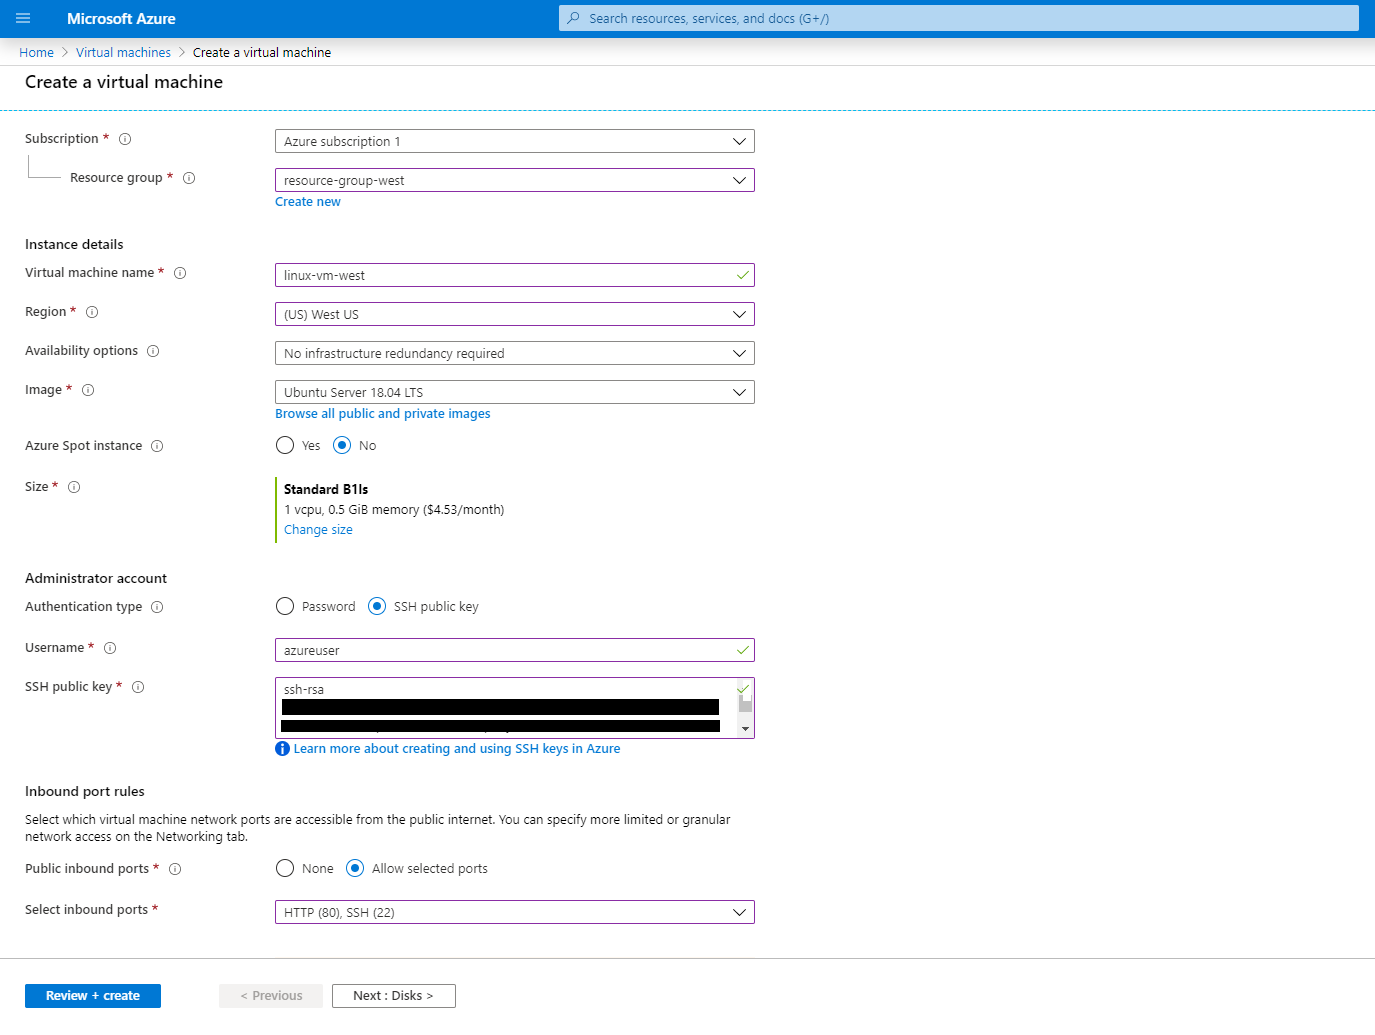 Microsoft Azure
Search resources, services, and docs (G+/)
Home > Virtual machines > Create a virtual machine
Create a virtual machine
Subscription *
Azure subscription 1
Resource group *
resource-group-west
Create new
Instance details
Virtual machine name *
linux-vm-west
Region *
(US) West US
Availability options
No infrastructure redundancy required
Image *
Ubuntu Server 18.04 LTS
Browse all public and private images
Azure Spot instance
Yes No
Size *
Standard B1ls
1 vcpu, 0.5 GiB memory ($4.53/month)
Change size
Administrator account
Authentication type
Password SSH public key
Username *
azureuser
SSH public key *
ssh-rsa
Learn more about creating and using SSH keys in Azure
Inbound port rules
Select which virtual machine network ports are accessible from the public internet. You can specify more limited or granular
network access on the Networking tab.
Public inbound ports *
None Allow selected ports
Select inbound ports *
HTTP (80), SSH (22)
Review + create
< Previous
Next : Disks >